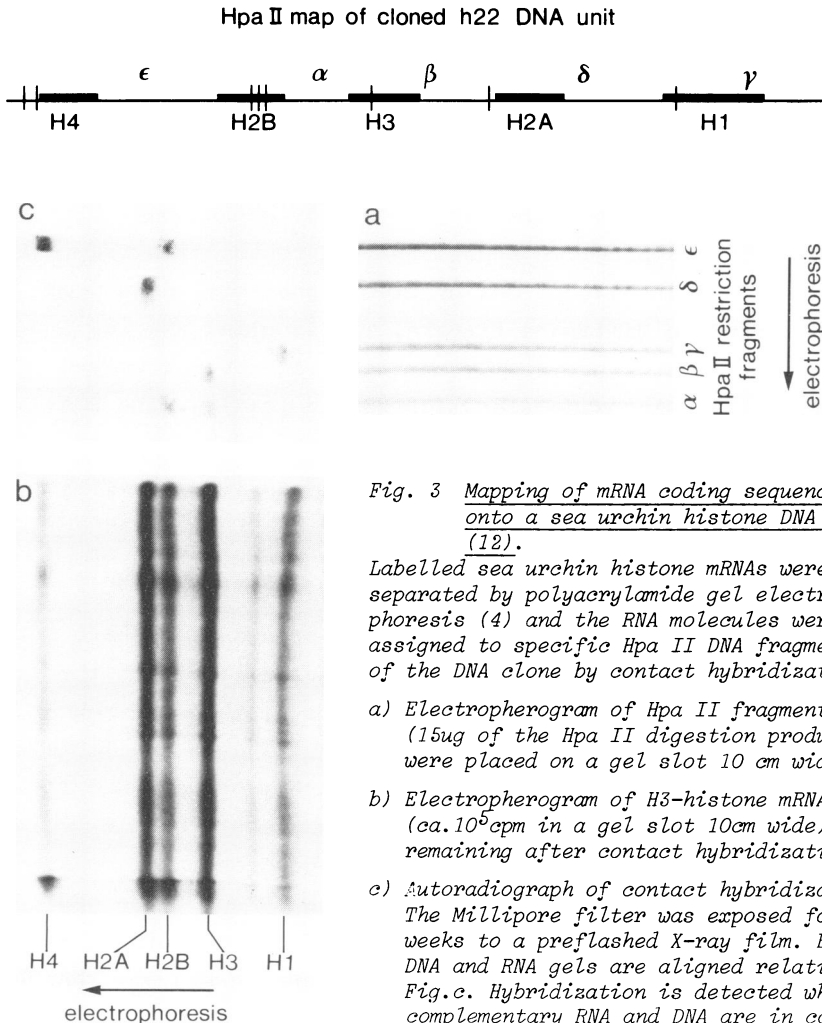 Hpa II map of cloned h22 DNA unit
ϵ α β δ γ
H4 H2B H3 H2A H1
c
a
ϵ
δ
γ
β
α
Hpa II restriction
fragments
electrophoresis
b
H4 H2A H2B H3 H1
electrophoresis
Fig. 3 Mapping of mRNA coding sequenc
onto a sea urchin histone DNA
(12).
Labelled sea urchin histone mRNAs were
separated by polyacrylamide gel electr
phoresis (4) and the RNA molecules wer
assigned to specific Hpa II DNA fragme
of the DNA clone by contact hybridizat
a) Electropherogram of Hpa II fragment
(15ug of the Hpa II digestion produ
were placed on a gel slot 10 cm wid
b) Electropherogram of H3-histone mRNA
(ca.10⁵cpm in a gel slot 10cm wide)
remaining after contact hybridizati
c) Autoradiograph of contact hybridiza
The Millipore filter was exposed fo
weeks to a preflashed X-ray film.
DNA and RNA gels are aligned relati
Fig.c. Hybridization is detected wh
complementary RNA and DNA are in co